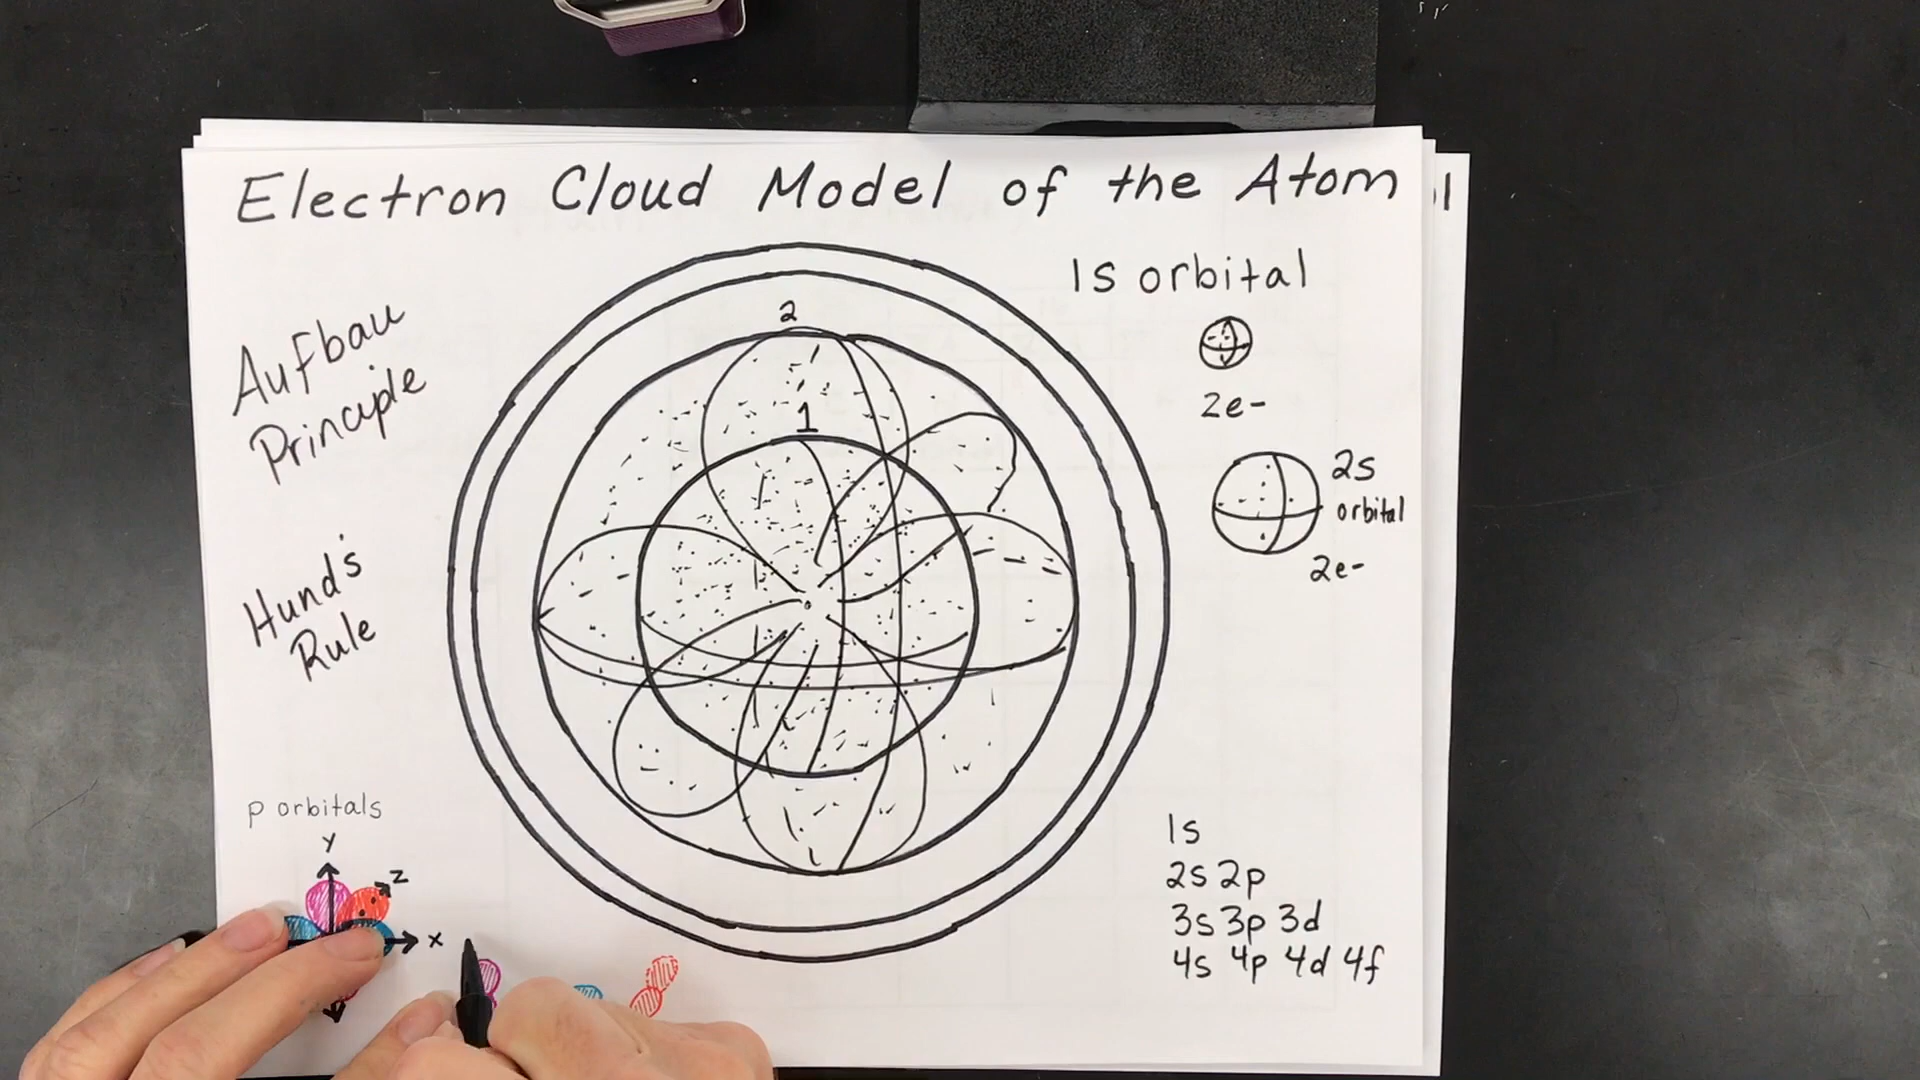 Electron Cloud Model of the Atom
1s orbital
2
1
2e-
2s
orbital
2e-
Aufbau
Principle
Hund's
Rule
p orbitals
Y
Z
X
1s
2s 2p
3s 3p 3d
4s 4p 4d 4f